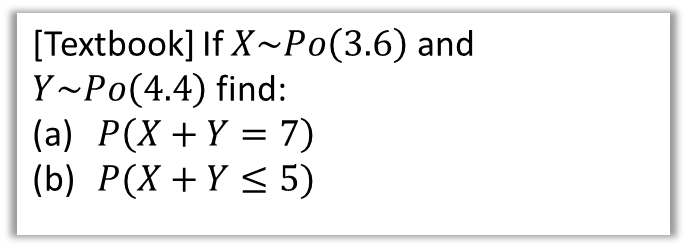 [Textbook] If 𝑋~𝑃𝑜(3.6) and
𝑌~𝑃𝑜(4.4) find:
(a) 𝑃(𝑋 + 𝑌 = 7)
(b) 𝑃(𝑋 + 𝑌 ≤ 5)